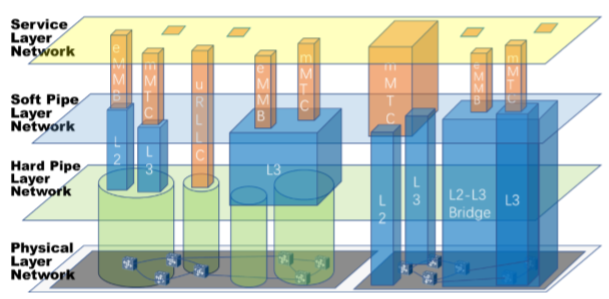 Service
Layer
Network
Soft Pipe
Layer
Network
Hard Pipe
Layer
Network
Physical
Layer
Network
eMMB
mMTC
uRLLC
eMMB
mMTC
mMTC
eMMB
mMTC
L2
L3
L3
L2
L3
L2-L3
Bridge
L3